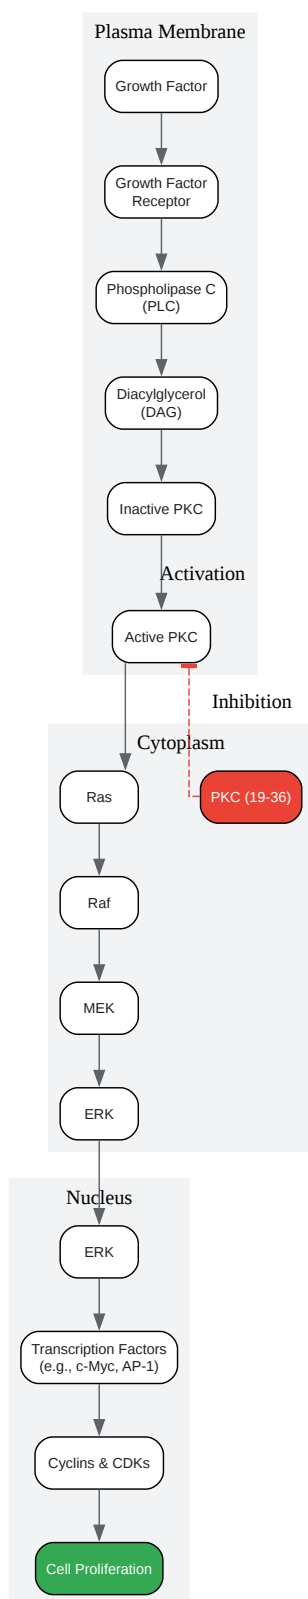 Plasma Membrane
Growth Factor
Growth Factor
Receptor
Phospholipase C
(PLC)
Diacylglycerol
(DAG)
Inactive PKC
Activation
Active PKC
Inhibition
Cytoplasm
Ras
PKC (19-36)
Raf
MEK
ERK
Nucleus
ERK
Transcription Factors
(e.g., c-Myc, AP-1)
Cyclins & CDKs
Cell Proliferation